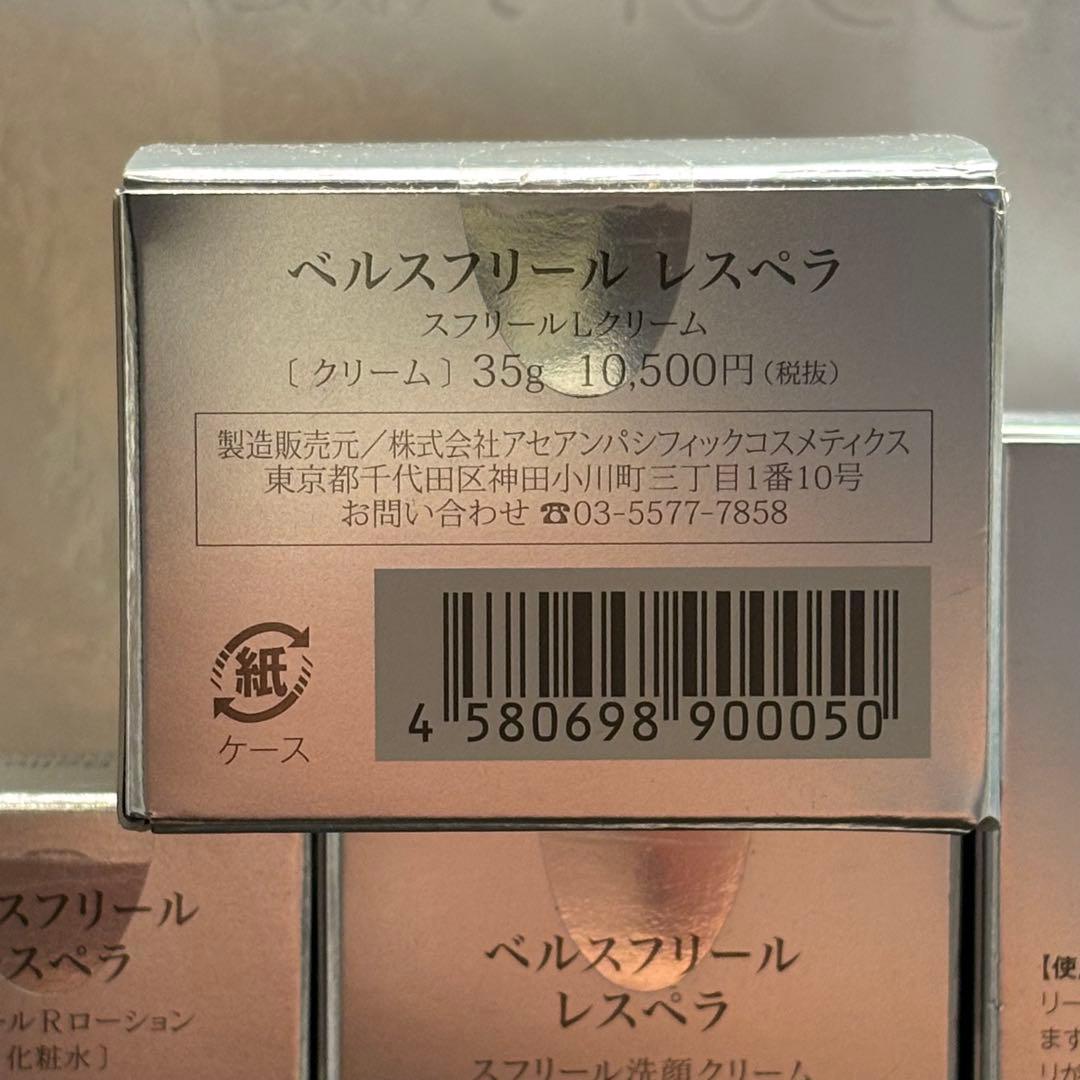 ベルスフリール レスペラ
スフリールLクリーム
〔クリーム〕35g 10,500円(税抜)
製造販売元/株式会社アセアンパシフィックコスメティクス
東京都千代田区神田小川町三丁目1番10号
お問い合わせ ☎03-5577-7858
紙
ケース
4 580698 900050
スフリール
レスペラ
ールRローション
化粧水〕
ベルスフリール
レスペラ
スフリール洗顔クリーム
【使
リー
ます
リか